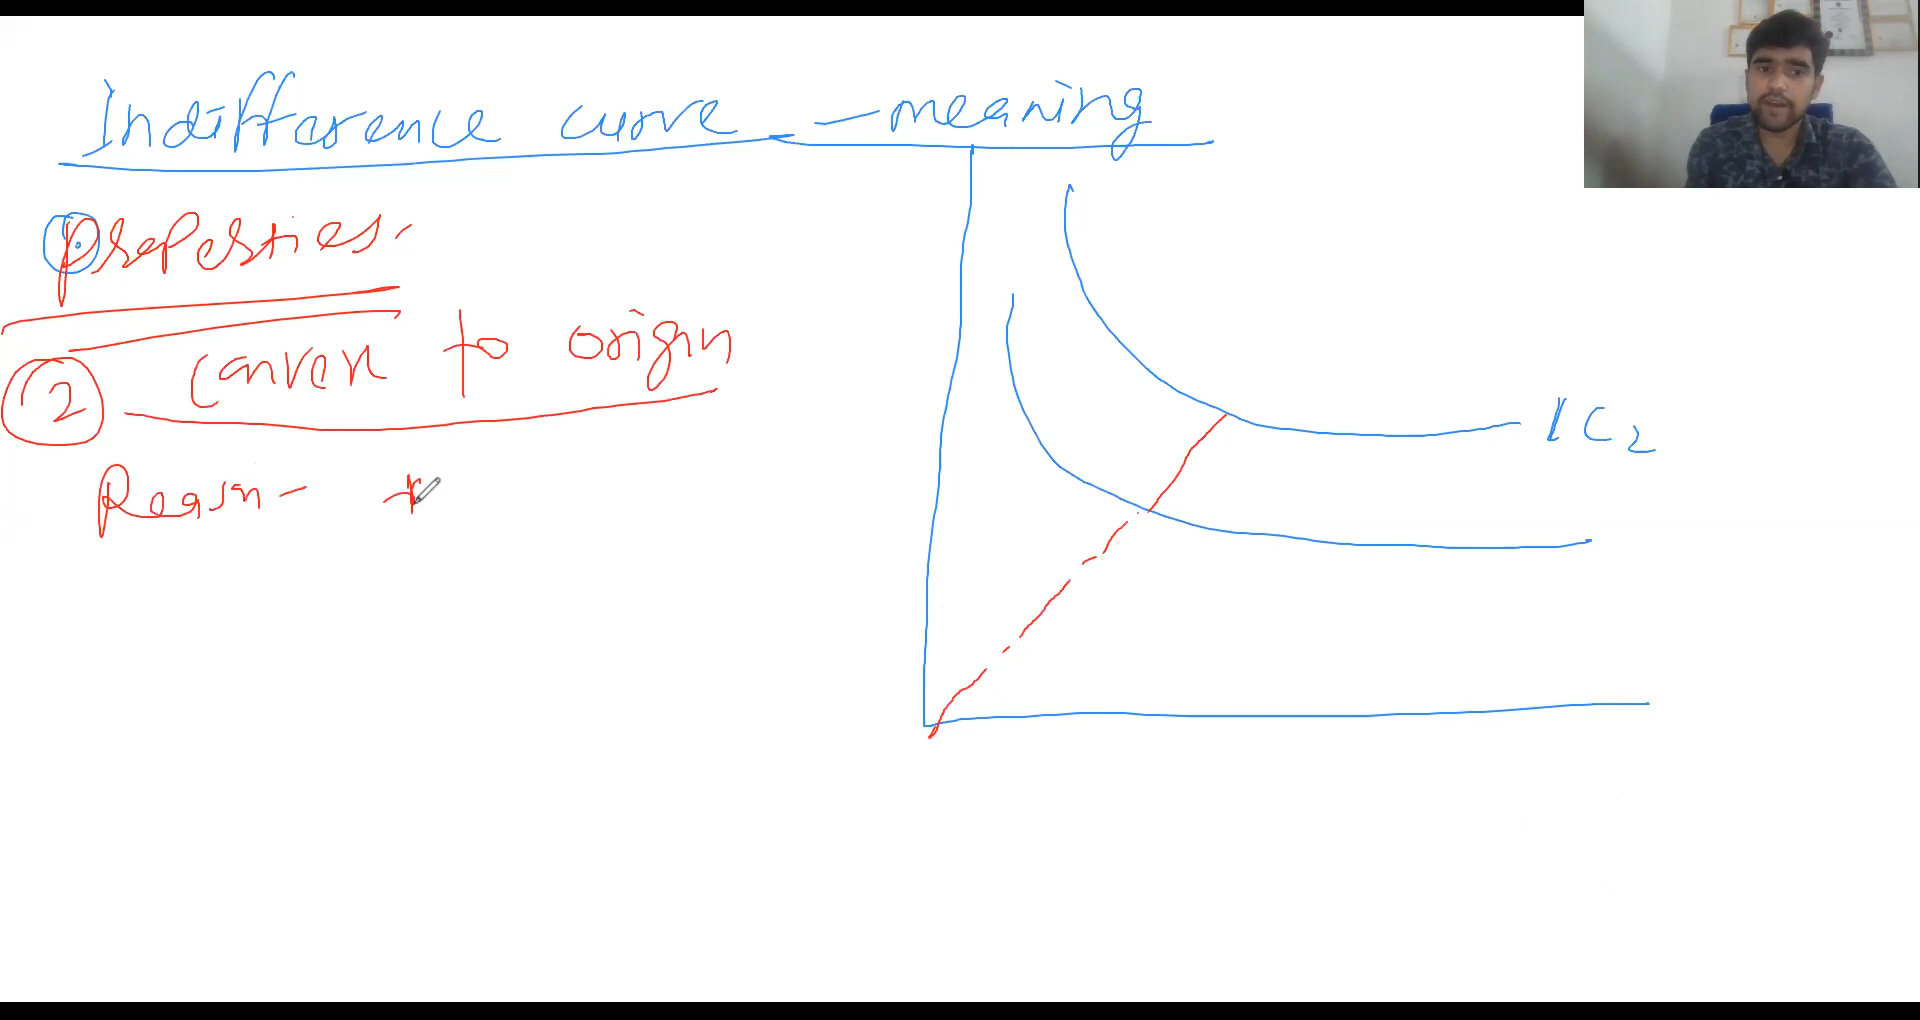 Indifference curve - meaning
Properties
2 Convex to origin
Reason -
IC2